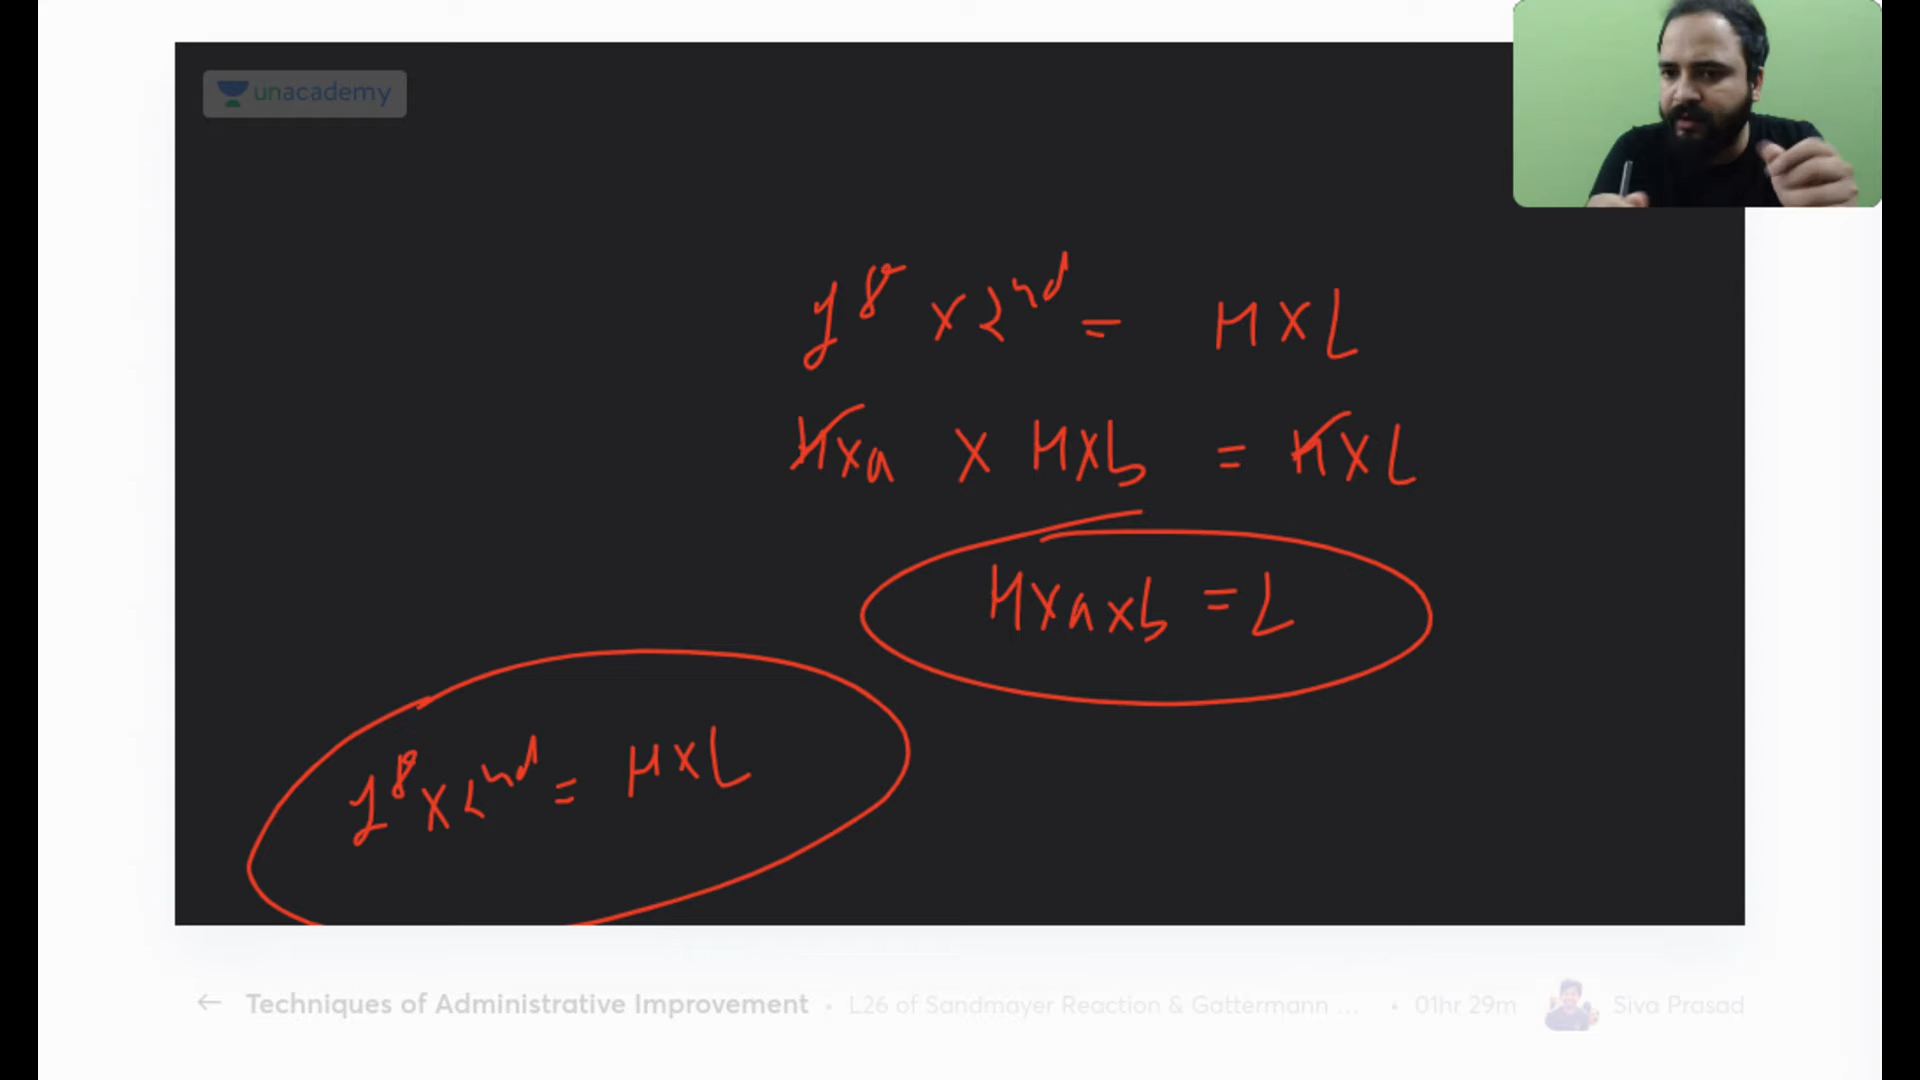 unacademy
1st × 2nd = H × L
H × a × H × b = H × L
H × a × b = L
1st × 2nd = H × L
← Techniques of Administrative Improvement • L26 of Sandmayer Reaction & Gattermann ... • 01hr 29m Siva Prasad